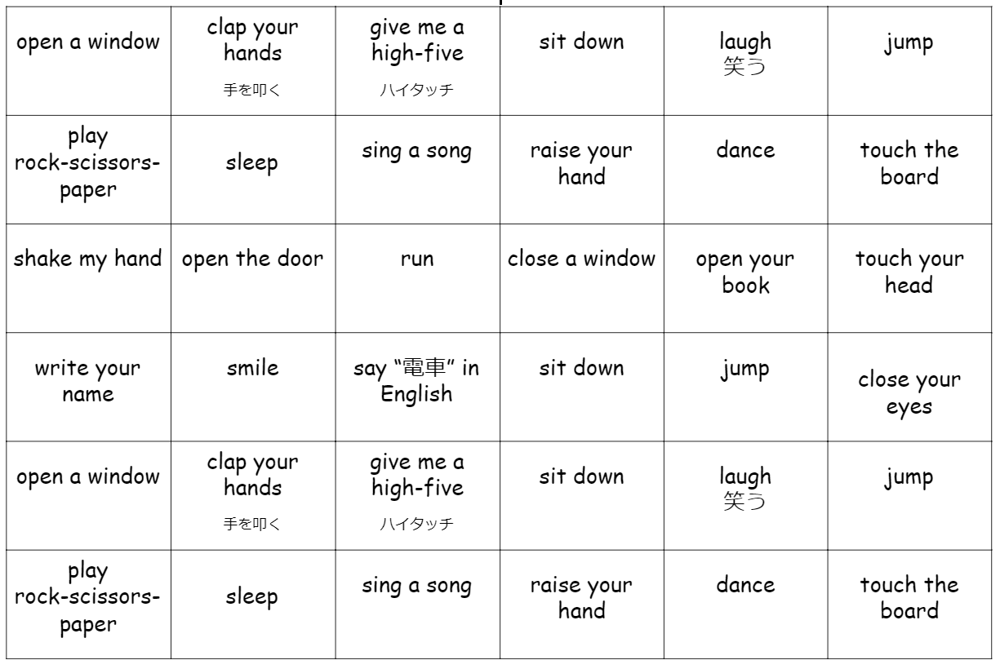 open a window
clap your
hands
手を叩く
give me a
high-five
ハイタッチ
sit down
laugh
笑う
jump
play
rock-scissors-
paper
sleep
sing a song
raise your
hand
dance
touch the
board
shake my hand
open the door
run
close a window
open your
book
touch your
head
write your
name
smile
say “電車” in
English
sit down
jump
close your
eyes
open a window
clap your
hands
手を叩く
give me a
high-five
ハイタッチ
sit down
laugh
笑う
jump
play
rock-scissors-
paper
sleep
sing a song
raise your
hand
dance
touch the
board